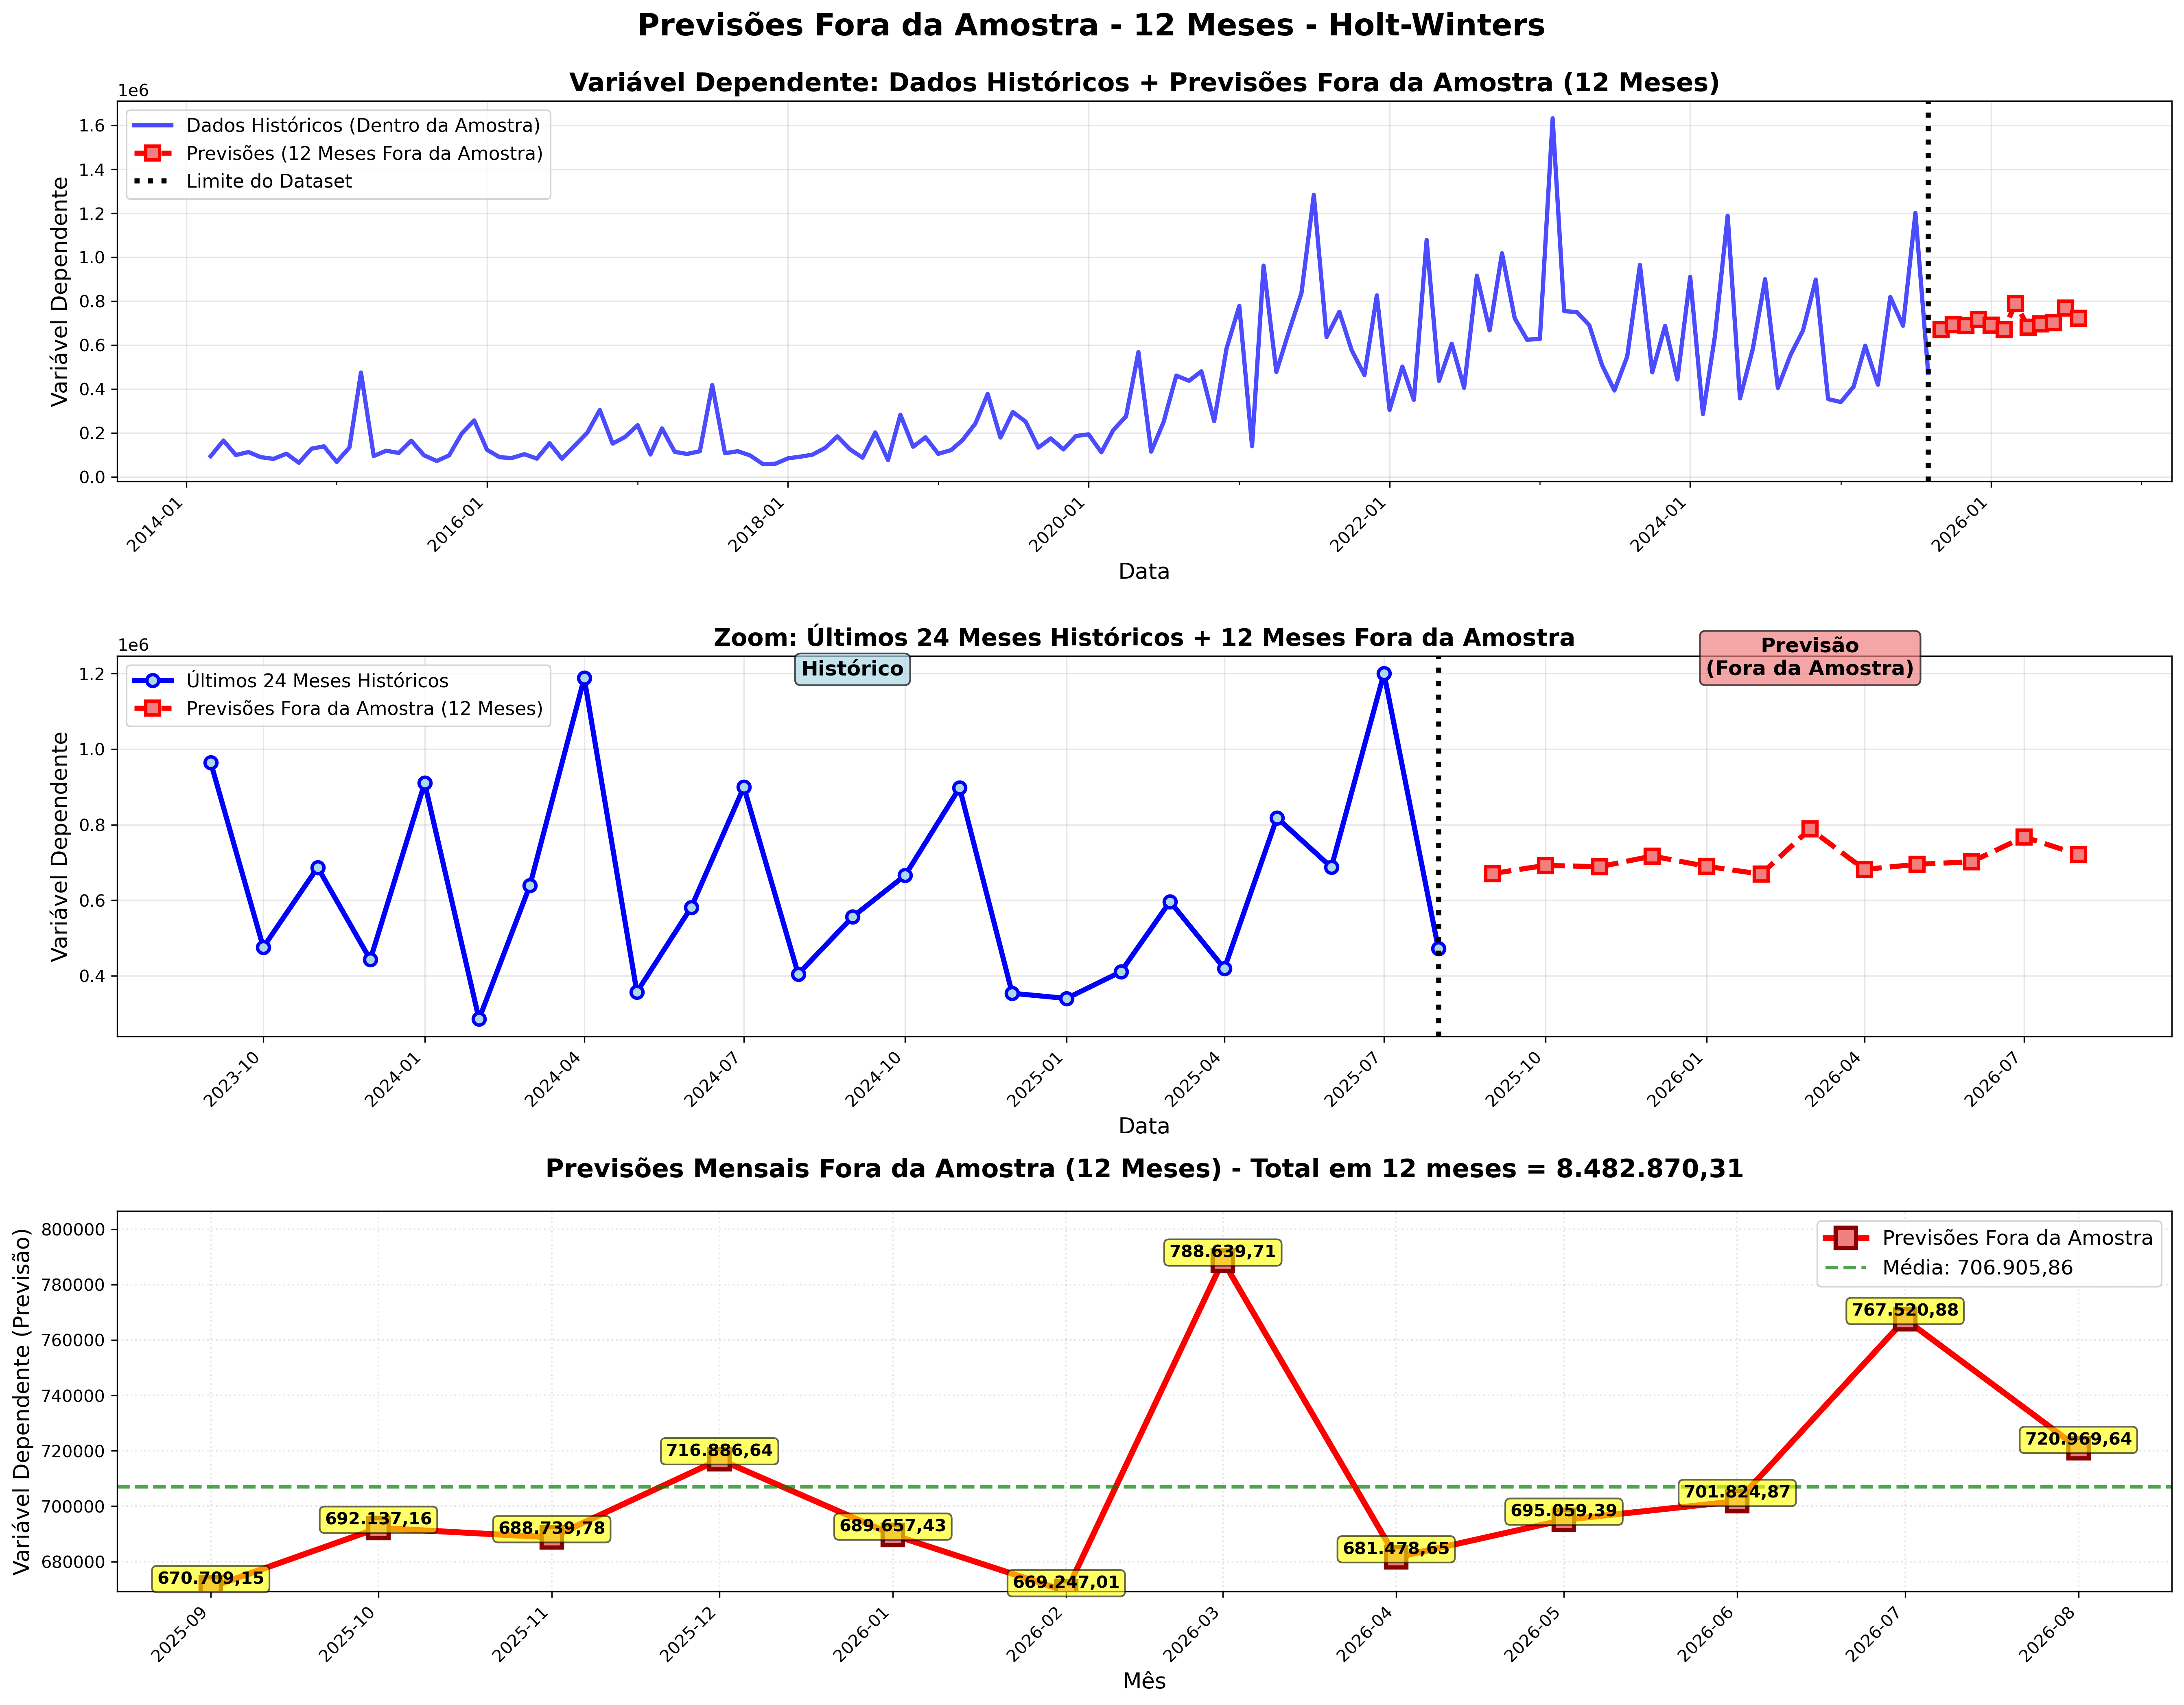 Previsões Fora da Amostra - 12 Meses - Holt-Winters
Variável Dependente: Dados Históricos + Previsões Fora da Amostra (12 Meses)
1e6
Dados Históricos (Dentro da Amostra)
Previsões (12 Meses Fora da Amostra)
Limite do Dataset
Variável Dependente
1.6
1.4
1.2
1.0
0.8
0.6
0.4
0.2
0.0
2014-01
2016-01
2018-01
2020-01
2022-01
2024-01
2026-01
Data
Zoom: Últimos 24 Meses Históricos + 12 Meses Fora da Amostra
1e6
Últimos 24 Meses Históricos
Previsões Fora da Amostra (12 Meses)
Histórico
Previsão
(Fora da Amostra)
Variável Dependente
1.2
1.0
0.8
0.6
0.4
2023-10
2024-01
2024-04
2024-07
2024-10
2025-01
2025-04
2025-07
2025-10
2026-01
2026-04
2026-07
Data
Previsões Mensais Fora da Amostra (12 Meses) - Total em 12 meses = 8.482.870,31
Previsões Fora da Amostra
Média: 706.905,86
Variável Dependente (Previsão)
800000
780000
760000
740000
720000
700000
680000
670.709,15
692.137,16
688.739,78
716.886,64
689.657,43
669.247,01
788.639,71
681.478,65
695.059,39
701.824,87
767.520,88
720.969,64
2025-09
2025-10
2025-11
2025-12
2026-01
2026-02
2026-03
2026-04
2026-05
2026-06
2026-07
2026-08
Mês